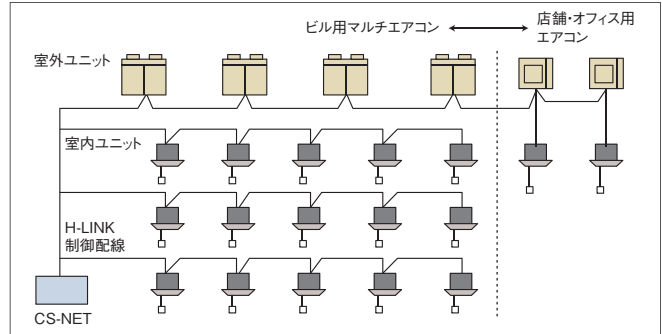 ビル用マルチエアコン
店舗・オフィス用
エアコン
室外ユニット
室内ユニット
H-LINK
制御配線
CS-NET